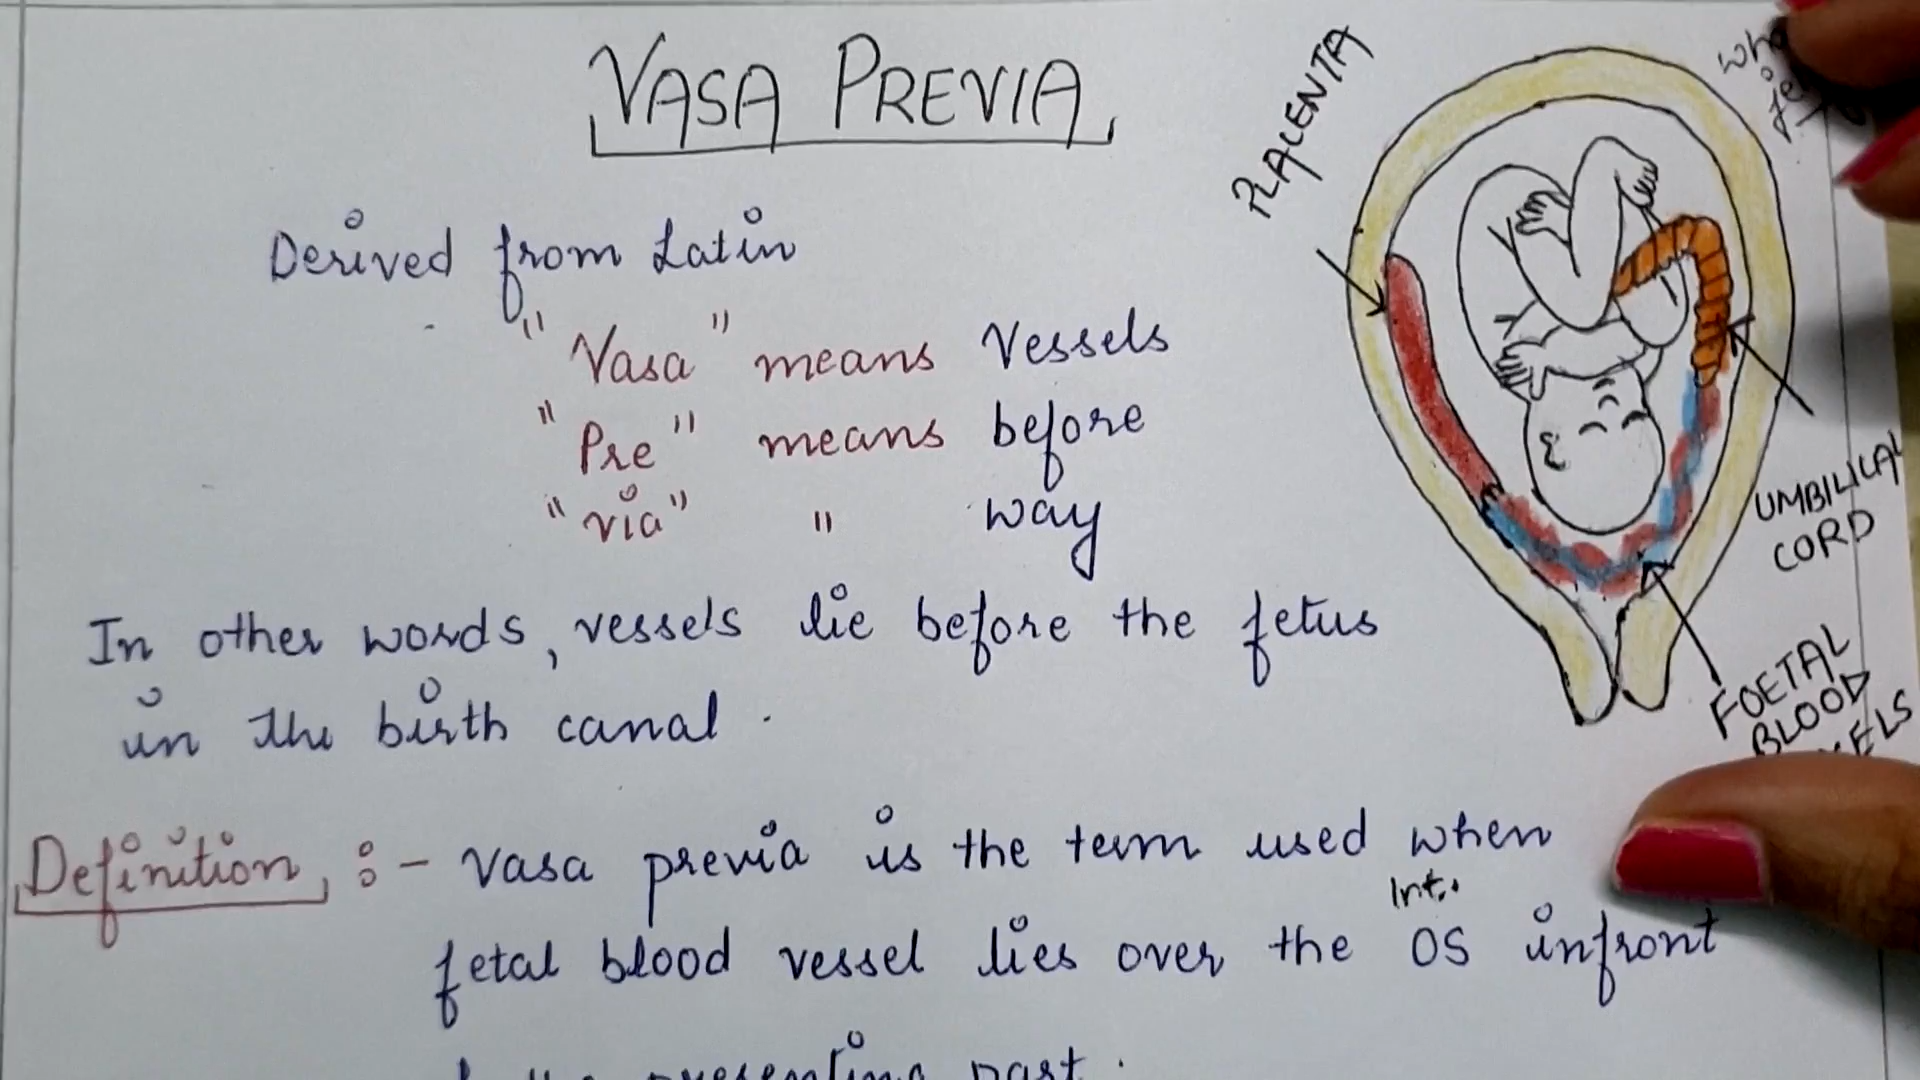 VASA PREVIA
Derived from Latin
"Vasa" means Vessels
"Pre" means before
"via" " way
In other words, vessels lie before the fetus
in the birth canal.
Definition :- Vasa previa is the term used when
fetal blood vessel lies over the Int. OS infront
presenting part.
PLACENTA
UMBILICAL
CORD
FOETAL
BLOOD